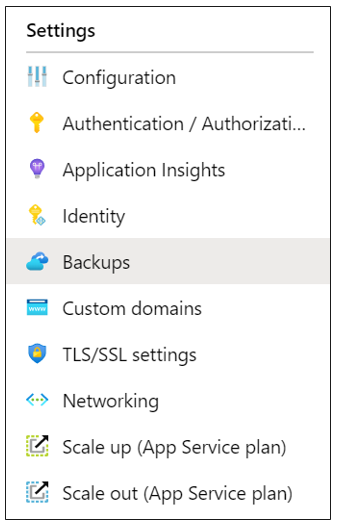 Settings
Configuration
Authentication / Authorizati...
Application Insights
Identity
Backups
Custom domains
www
TLS/SSL settings
Networking
Scale up (App Service plan)
Scale out (App Service plan)